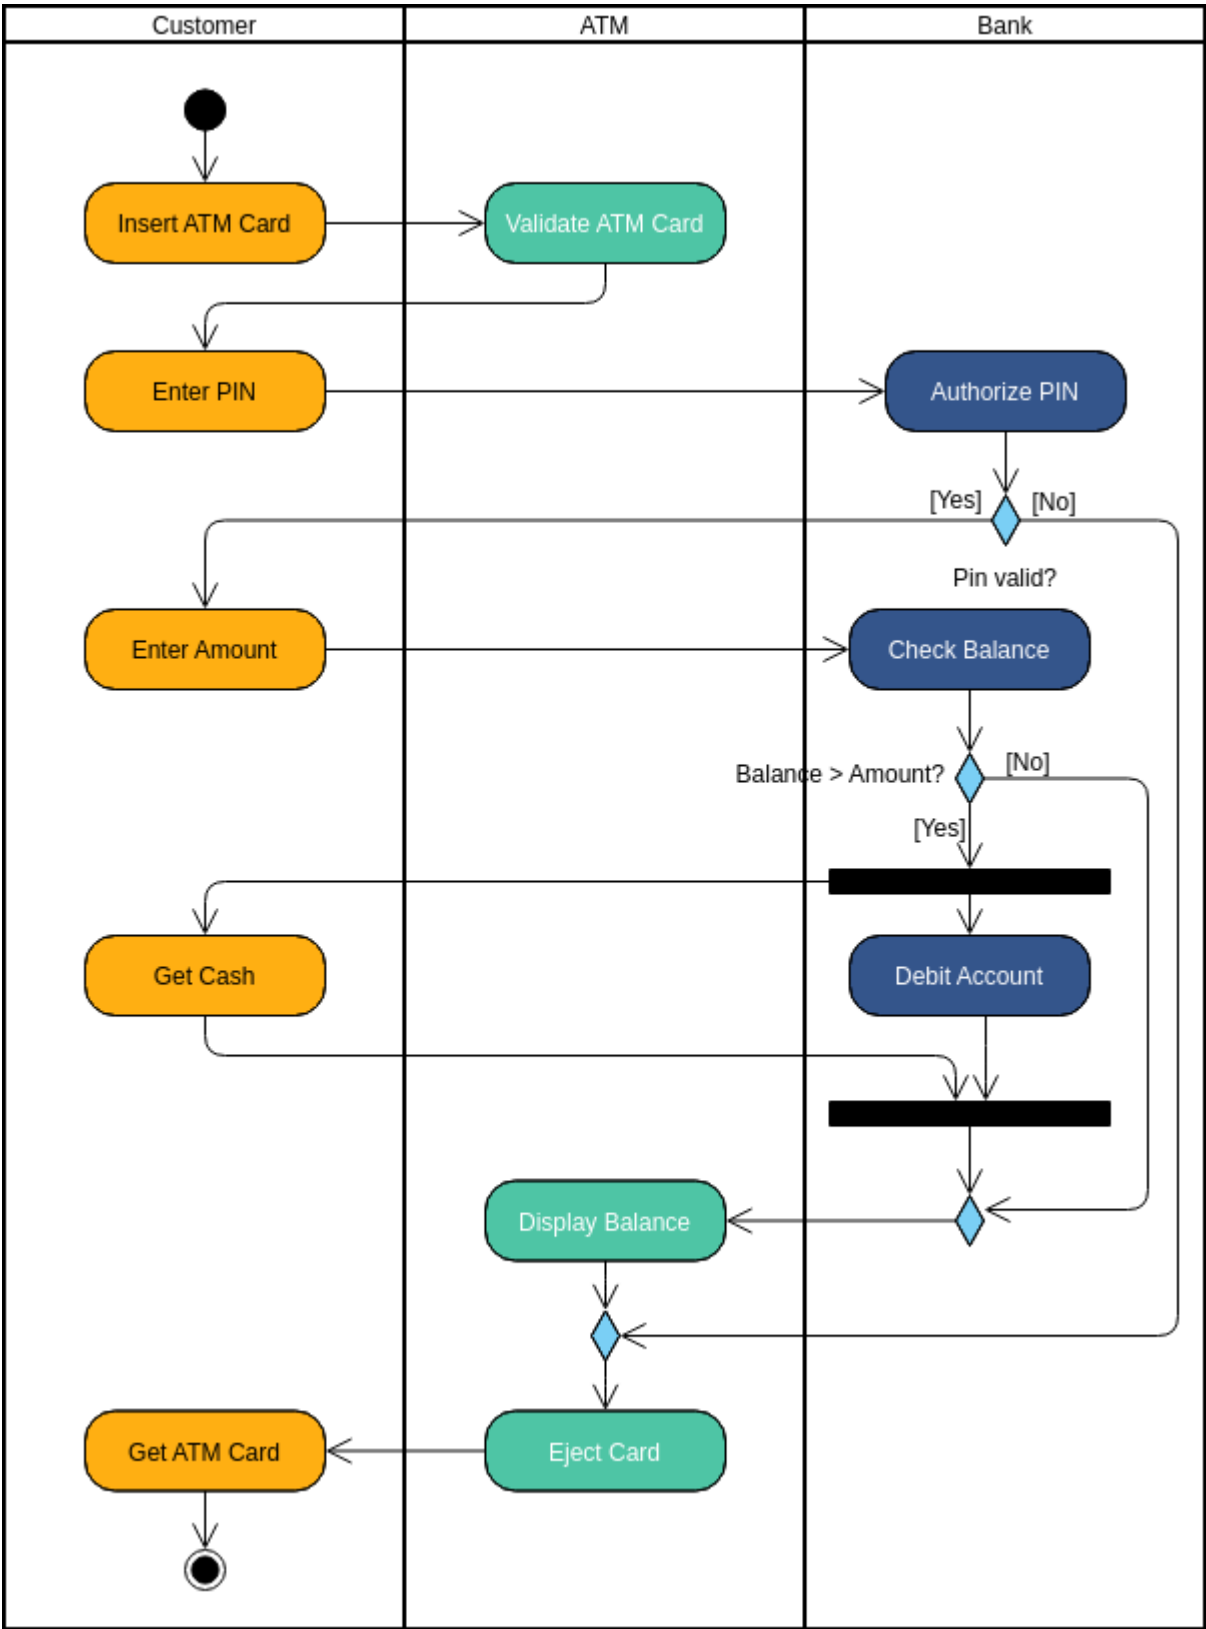 Customer
ATM
Bank
Insert ATM Card
Validate ATM Card
Enter PIN
Authorize PIN
[Yes]
[No]
Pin valid?
Enter Amount
Check Balance
Balance > Amount?
[No]
[Yes]
Get Cash
Debit Account
Display Balance
Get ATM Card
Eject Card